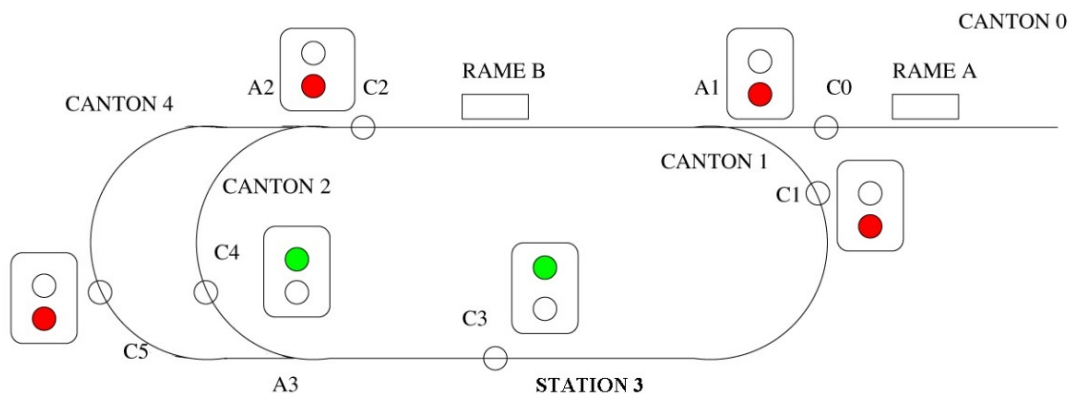 CANTON 0
RAME B
RAME A
A2
C2
A1
C0
CANTON 4
CANTON 1
CANTON 2
C1
C4
C3
C5
A3
STATION 3